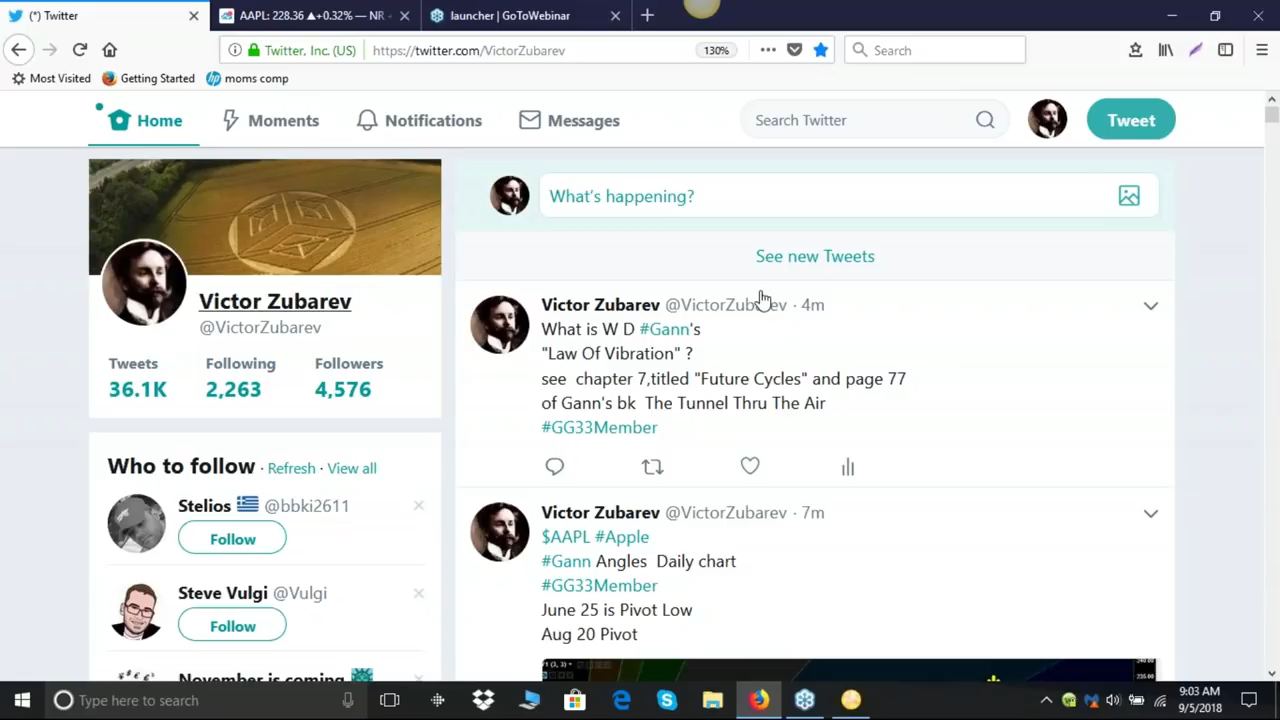 (*) Twitter
AAPL: 228.36 ▲+0.32% — NR
launcher | GoToWebinar
Twitter, Inc. (US)
https://twitter.com/VictorZubarev
130%
Search
Most Visited
Getting Started
hp
moms comp
Home
Moments
Notifications
Messages
Search Twitter
Tweet
What's happening?
See new Tweets
Victor Zubarev
@VictorZubarev
Tweets
Following
Followers
36.1K
2,263
4,576
Who to follow · Refresh · View all
Stelios @bbki2611
Follow
Steve Vulgi @Vulgi
Follow
November is coming
Victor Zubarev @VictorZubarev · 4m
What is W D #Gann's
"Law Of Vibration" ?
see chapter 7,titled "Future Cycles" and page 77
of Gann's bk The Tunnel Thru The Air
#GG33Member
Victor Zubarev @VictorZubarev · 7m
$AAPL #Apple
#Gann Angles Daily chart
#GG33Member
June 25 is Pivot Low
Aug 20 Pivot
240.00
235.00
Type here to search
9:03 AM
9/5/2018